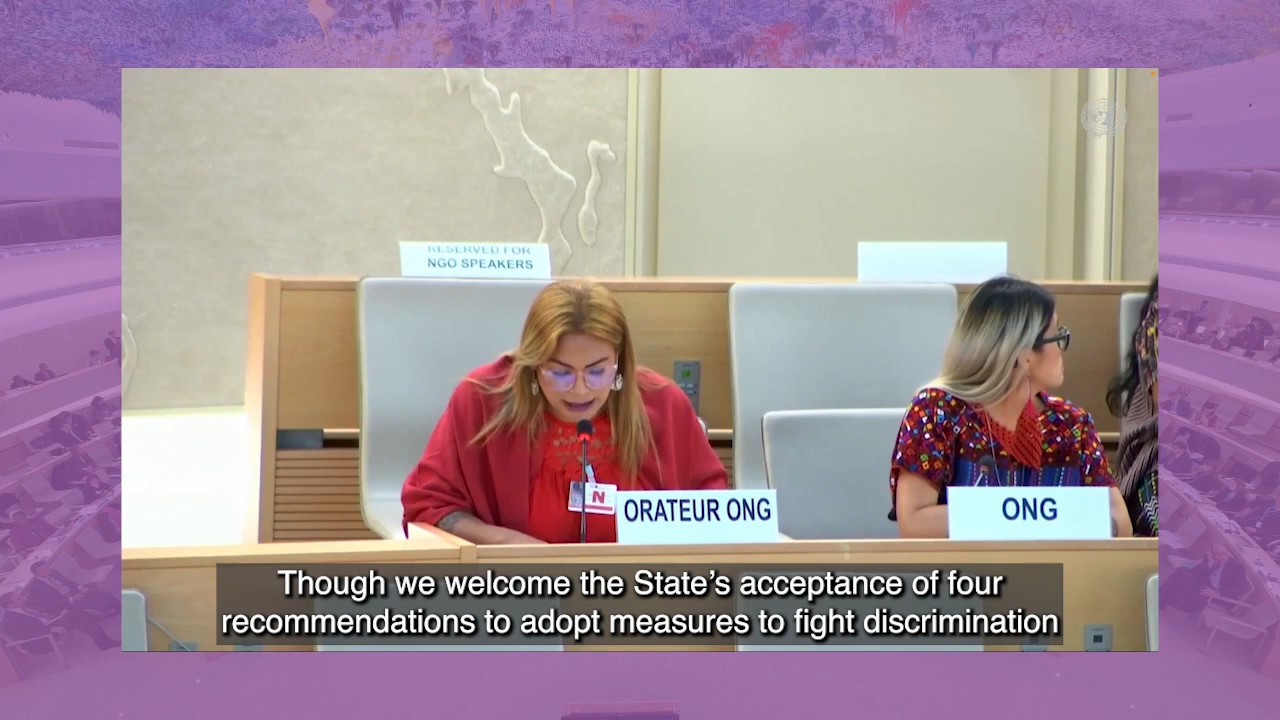 RESERVED FOR
NGO SPEAKERS
N
ORATEUR ONG
ONG
Though we welcome the State's acceptance of four
recommendations to adopt measures to fight discrimination